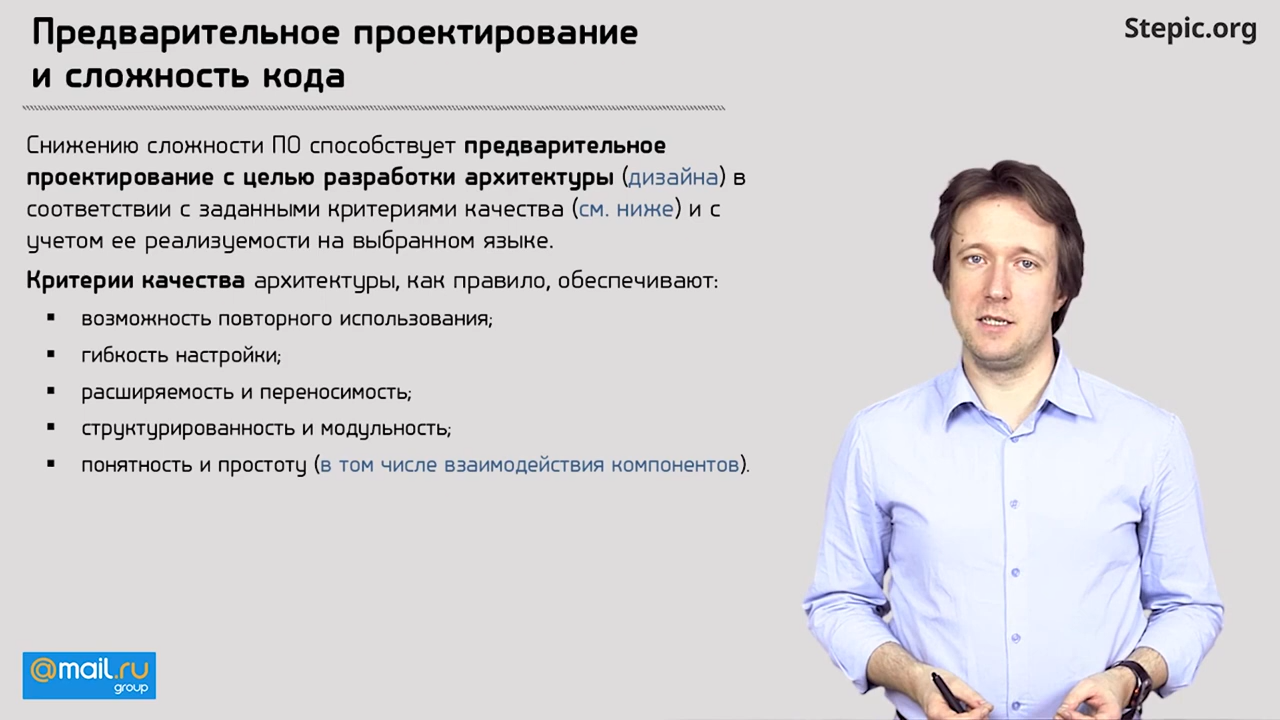 Предварительное проектирование
и сложность кода
Stepic.org
Снижению сложности ПО способствует предварительное
проектирование с целью разработки архитектуры (дизайна) в
соответствии с заданными критериями качества (см. ниже) и с
учетом ее реализуемости на выбранном языке.
Критерии качества архитектуры, как правило, обеспечивают:
▪ возможность повторного использования;
▪ гибкость настройки;
▪ расширяемость и переносимость;
▪ структурированность и модульность;
▪ понятность и простоту (в том числе взаимодействия компонентов).
@mail.ru
group